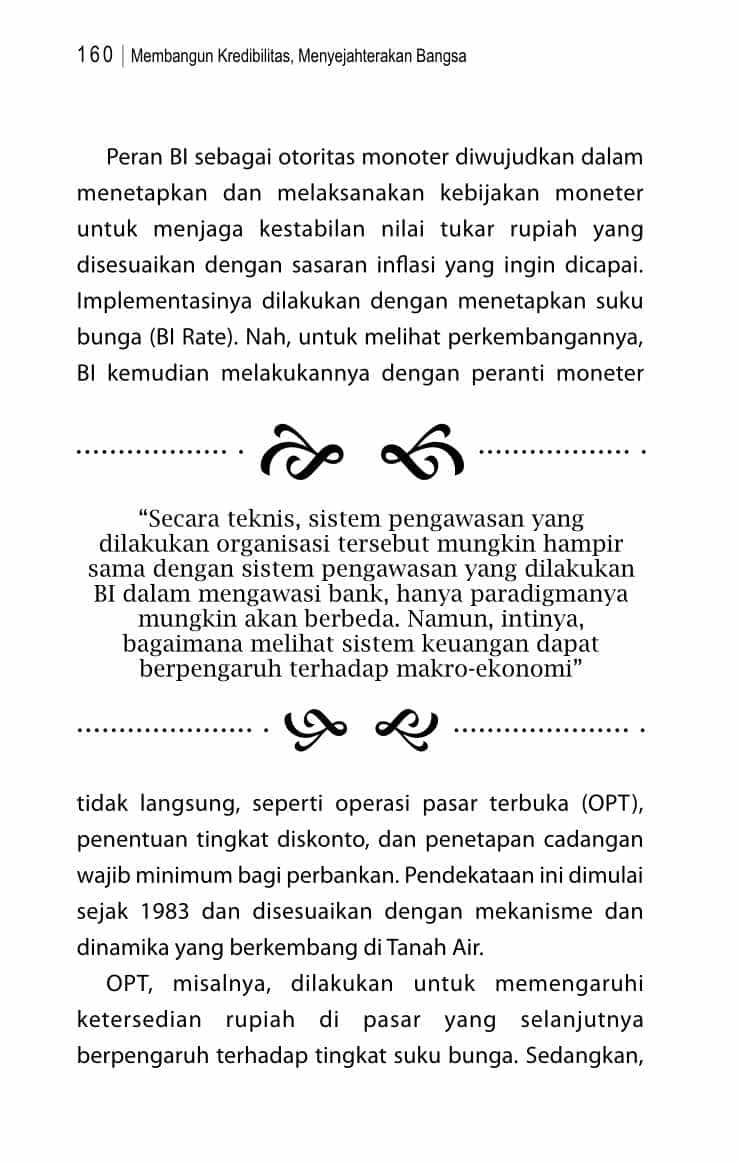 160 | Membangun Kredibilitas, Menyejahterakan Bangsa
Peran BI sebagai otoritas monoter diwujudkan dalam
menetapkan dan melaksanakan kebijakan moneter
untuk menjaga kestabilan nilai tukar rupiah yang
disesuaikan dengan sasaran inflasi yang ingin dicapai.
Implementasinya dilakukan dengan menetapkan suku
bunga (BI Rate). Nah, untuk melihat perkembangannya,
BI kemudian melakukannya dengan peranti moneter
“Secara teknis, sistem pengawasan yang
dilakukan organisasi tersebut mungkin hampir
sama dengan sistem pengawasan yang dilakukan
BI dalam mengawasi bank, hanya paradigmanya
mungkin akan berbeda. Namun, intinya,
bagaimana melihat sistem keuangan dapat
berpengaruh terhadap makro-ekonomi”
tidak langsung, seperti operasi pasar terbuka (OPT),
penentuan tingkat diskonto, dan penetapan cadangan
wajib minimum bagi perbankan. Pendekataan ini dimulai
sejak 1983 dan disesuaikan dengan mekanisme dan
dinamika yang berkembang di Tanah Air.
OPT, misalnya, dilakukan untuk memengaruhi
ketersedian rupiah di pasar yang selanjutnya
berpengaruh terhadap tingkat suku bunga. Sedangkan,